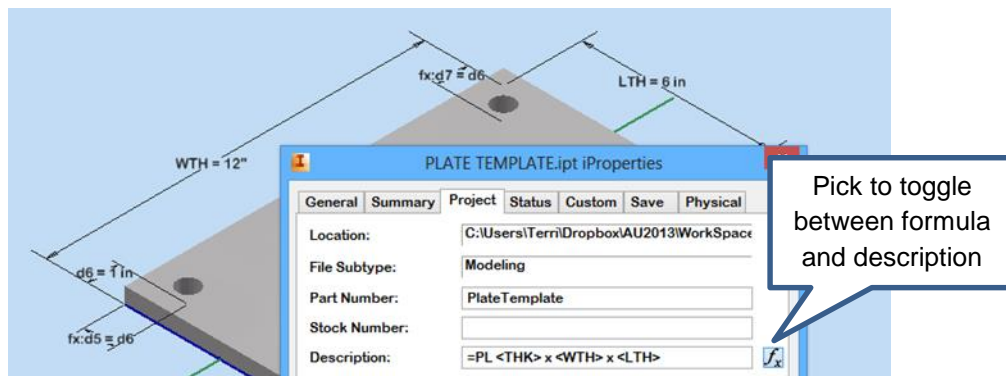 fx:d7 = d6
LTH = 6 in
WTH = 12"
d6 = 1 in
fx:d5 = d6
PLATE TEMPLATE.ipt iProperties
General Summary Project Status Custom Save Physical
Location: C:\Users\Terri\Dropbox\AU2013\WorkSpace
File Subtype: Modeling
Part Number: PlateTemplate
Stock Number:
Description: =PL <THK> x <WTH> x <LTH>
fx
Pick to toggle
between formula
and description